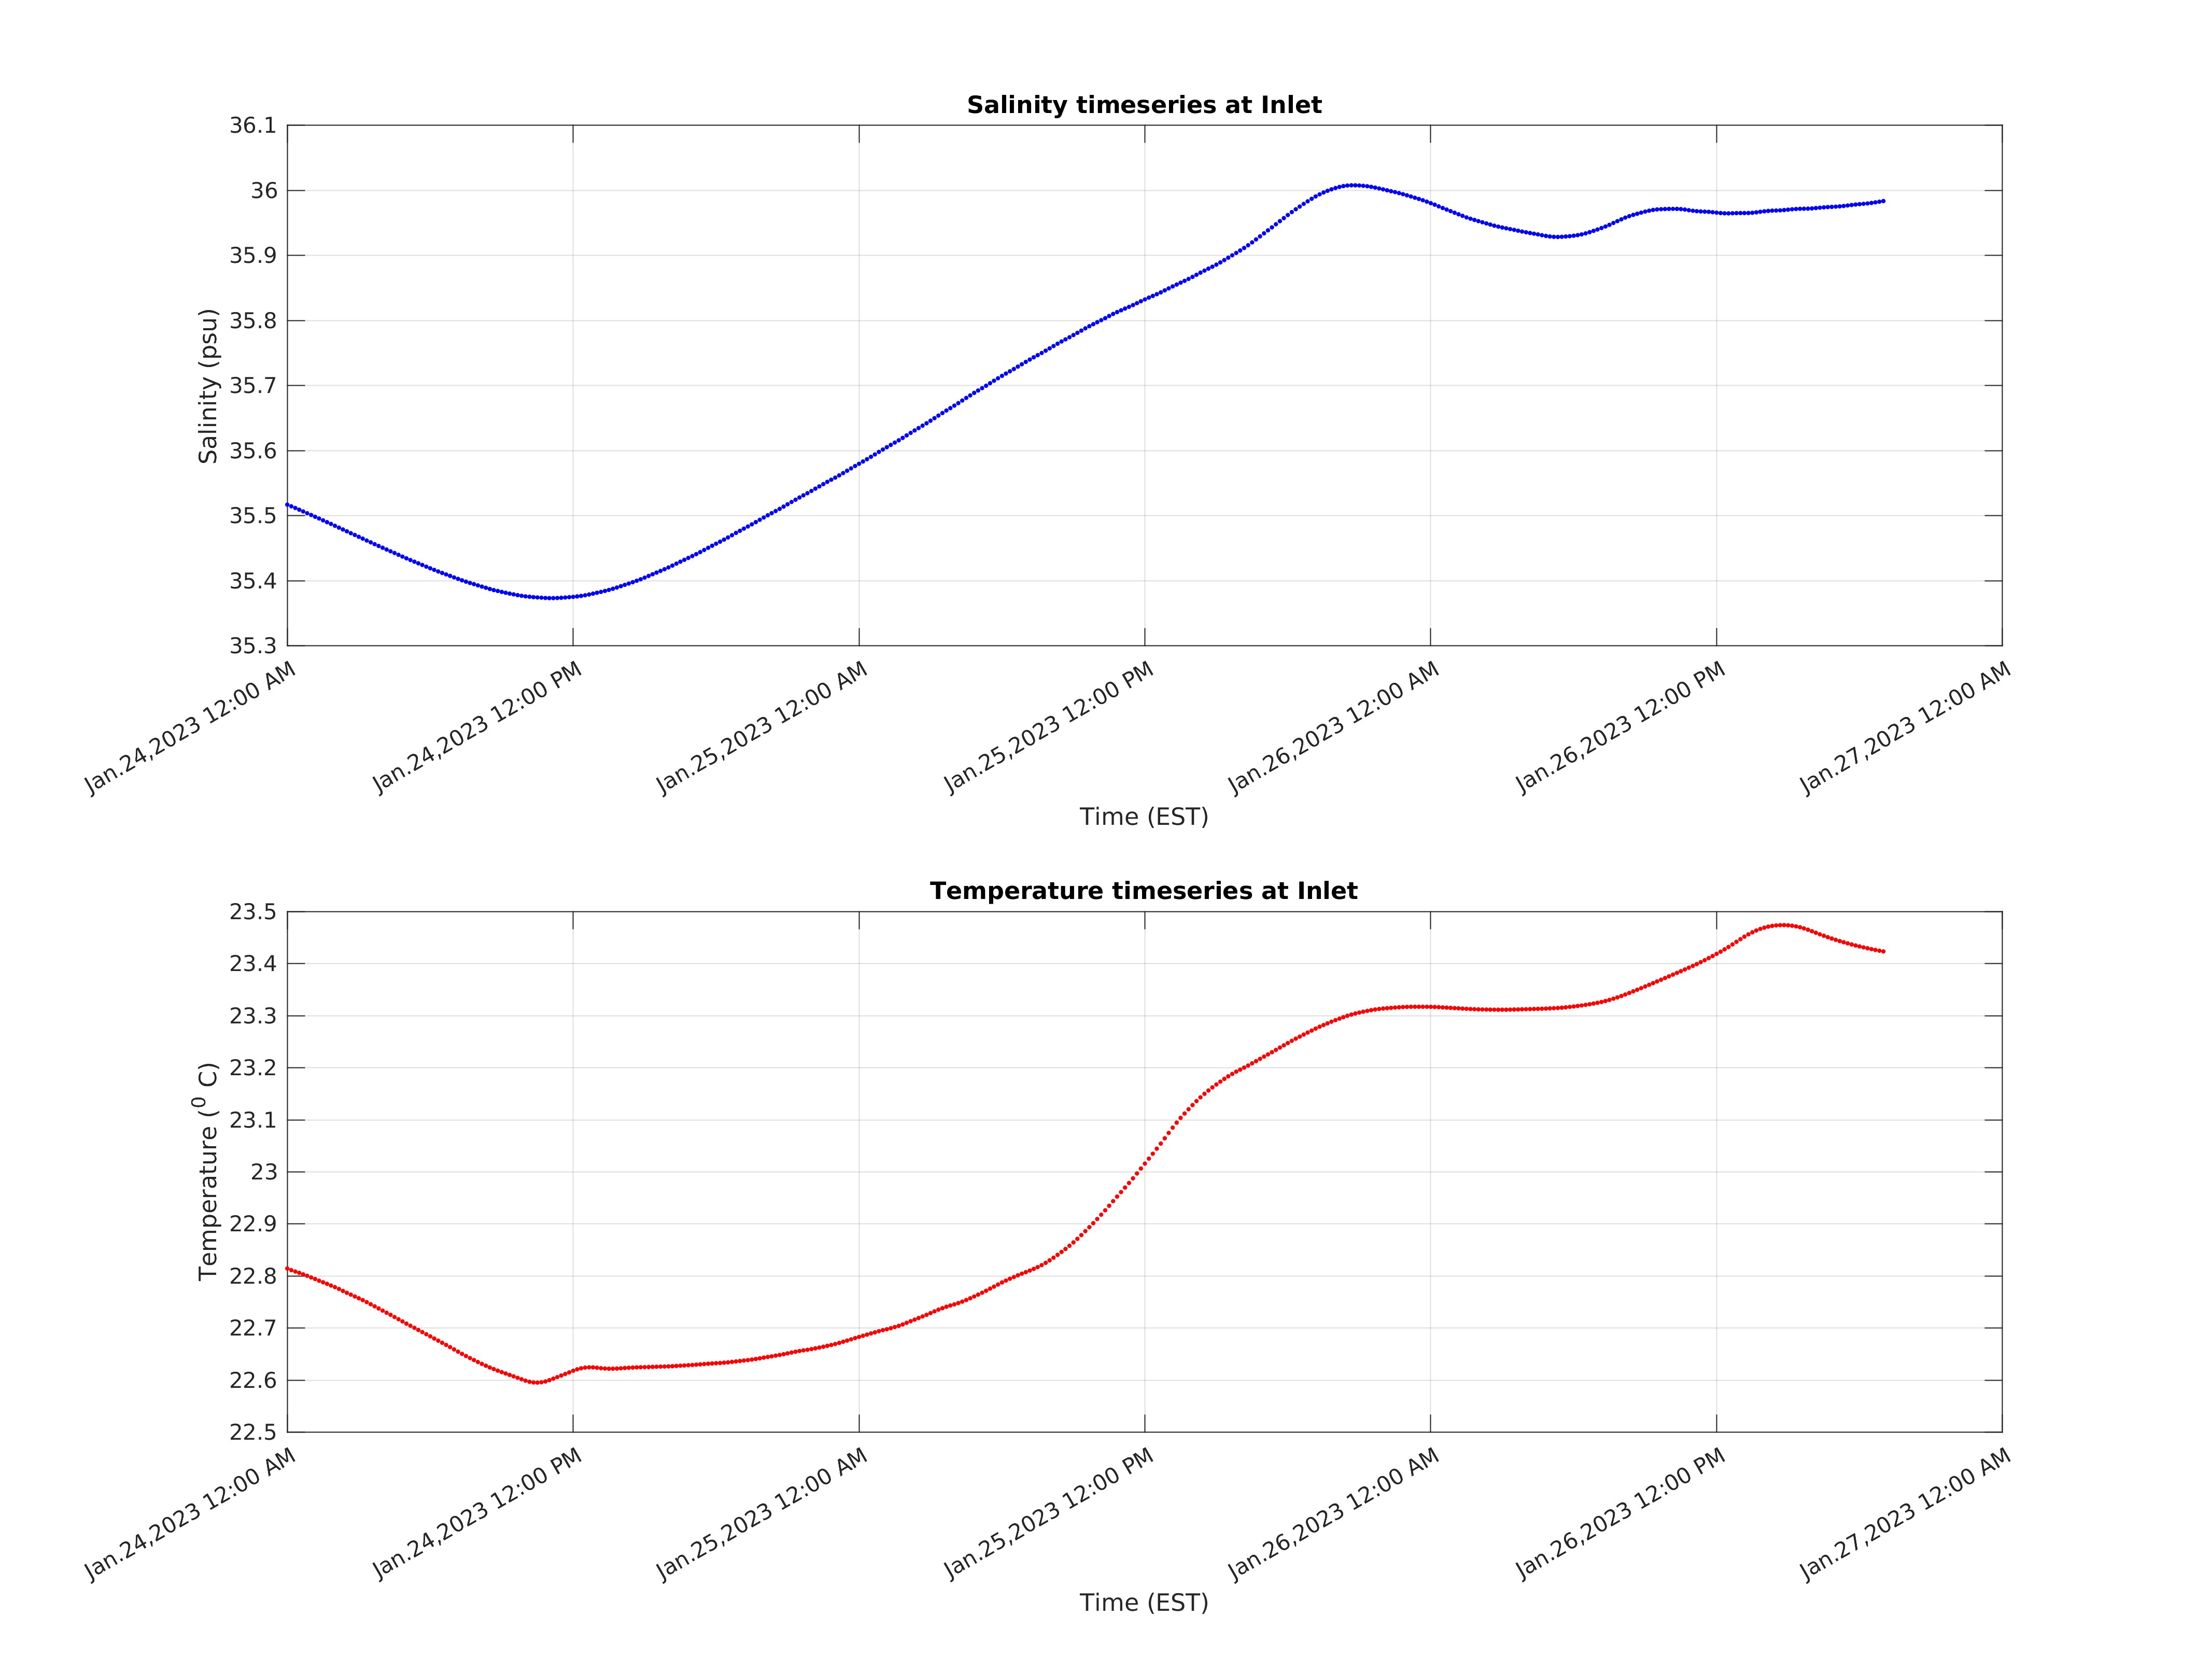 Salinity timeseries at Inlet
36.1
36
35.9
35.8
35.7
35.6
35.5
35.4
35.3
Salinity (psu)
Jan.24,2023 12:00 AM
Jan.24,2023 12:00 PM
Jan.25,2023 12:00 AM
Jan.25,2023 12:00 PM
Jan.26,2023 12:00 AM
Jan.26,2023 12:00 PM
Jan.27,2023 12:00 AM
Time (EST)
Temperature timeseries at Inlet
23.5
23.4
23.3
23.2
23.1
23
22.9
22.8
22.7
22.6
22.5
Temperature (⁰ C)
Jan.24,2023 12:00 AM
Jan.24,2023 12:00 PM
Jan.25,2023 12:00 AM
Jan.25,2023 12:00 PM
Jan.26,2023 12:00 AM
Jan.26,2023 12:00 PM
Jan.27,2023 12:00 AM
Time (EST)